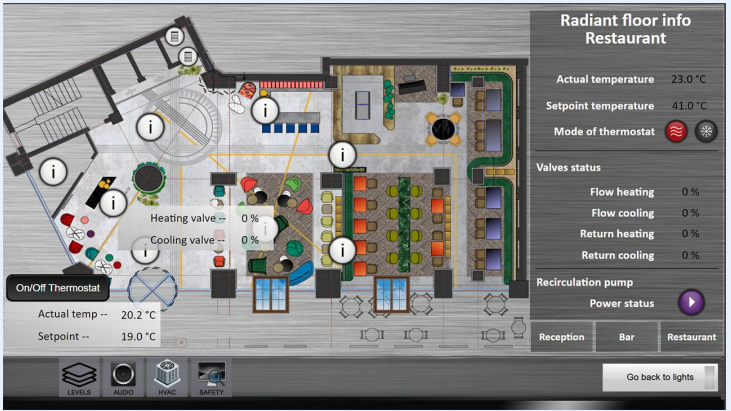 Radiant floor info
Restaurant
Actual temperature 23.0 °C
Setpoint temperature 41.0 °C
Mode of thermostat
Valves status
Flow heating 0 %
Flow cooling 0 %
Return heating 0 %
Return cooling 0 %
Recirculation pump
Power status
Reception Bar Restaurant
i
i
i
i
i
Heating valve -- 0 %
i
Cooling valve -- 0 %
i
i
On/Off Thermostat
Actual temp -- 20.2 °C
Setpoint -- 19.0 °C
LEVELS AUDIO HVAC SAFETY
Go back to lights